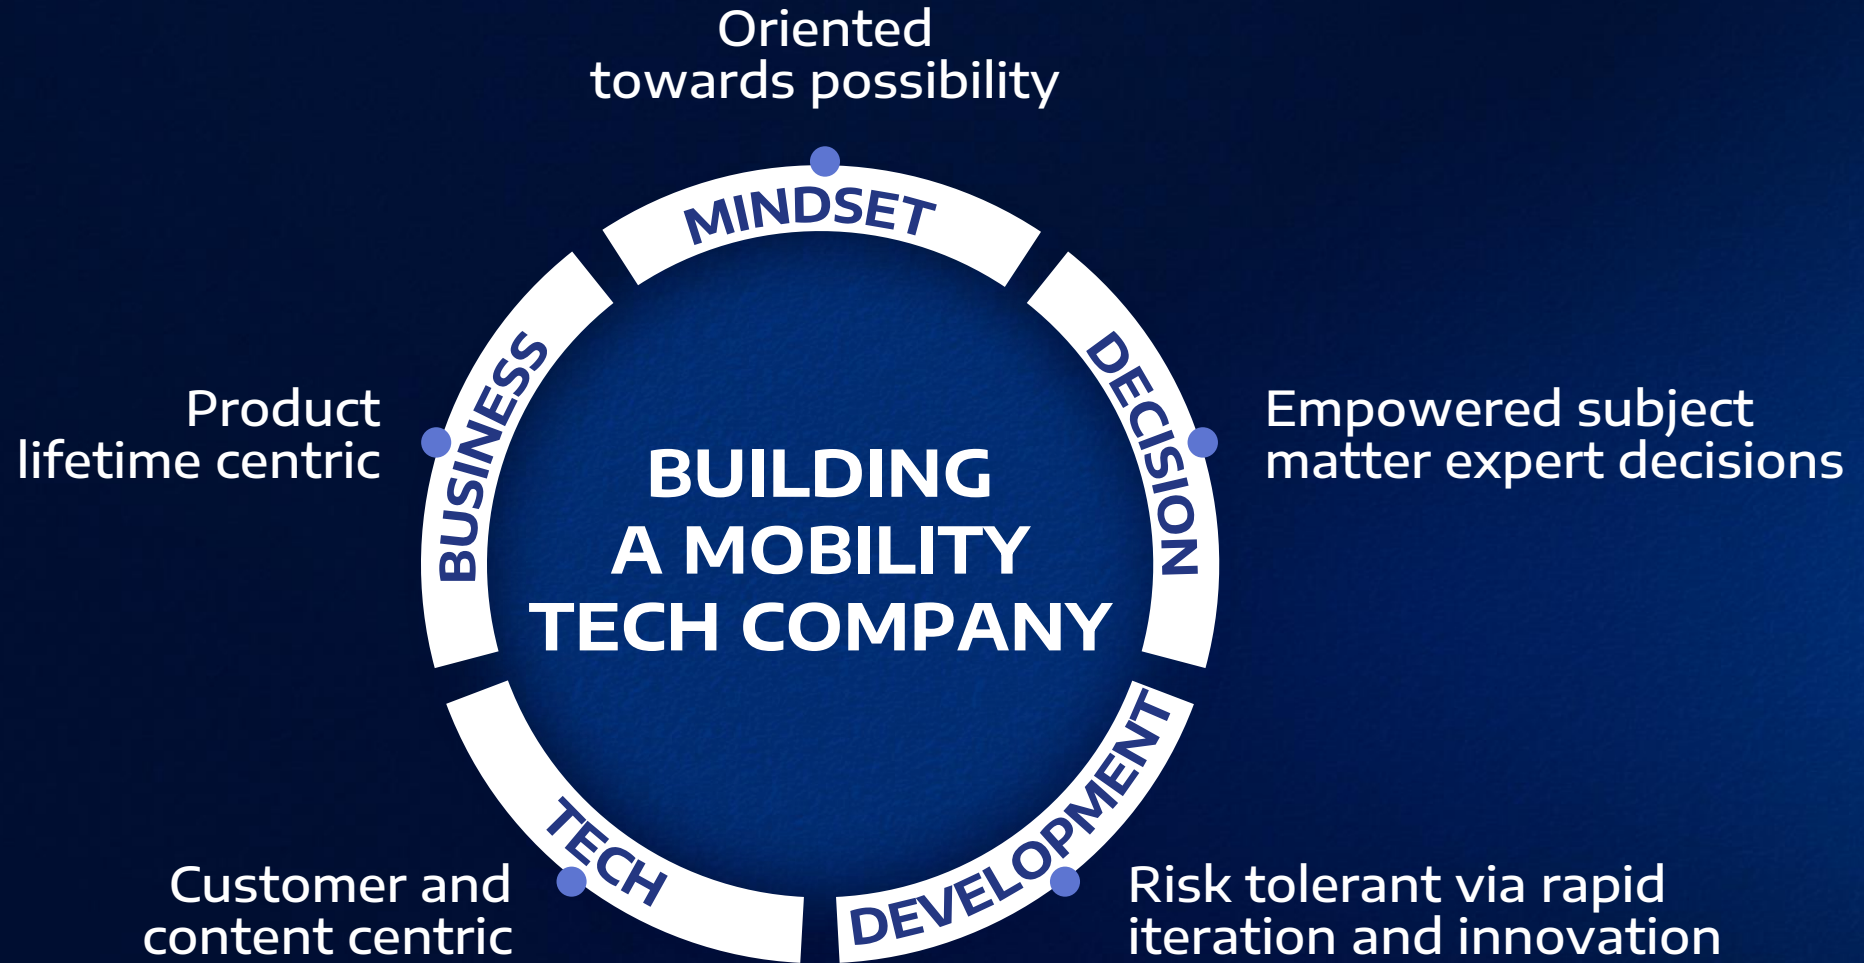 Oriented
towards possibility
MINDSET
DECISION
Empowered subject
matter expert decisions
DEVELOPMENT
Risk tolerant via rapid
iteration and innovation
TECH
Customer and
content centric
BUSINESS
Product
lifetime centric
BUILDING
A MOBILITY
TECH COMPANY